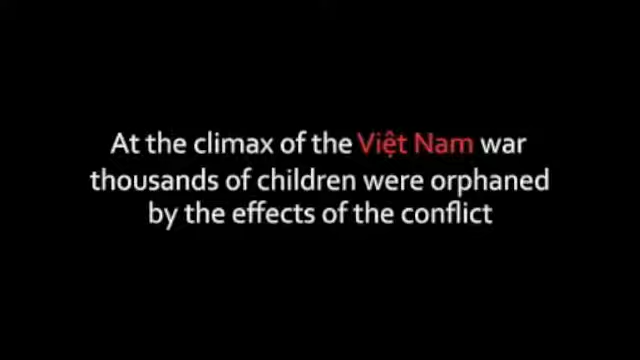 At the climax of the Việt Nam war
thousands of children were orphaned
by the effects of the conflict